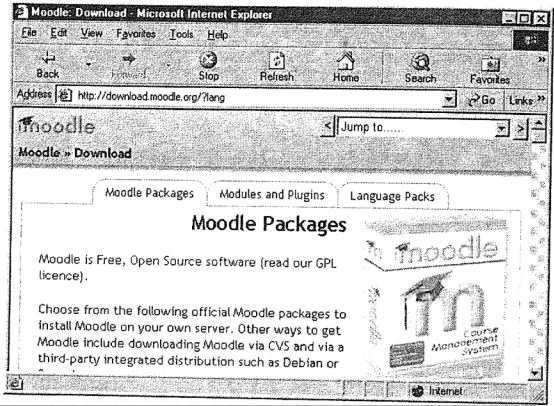 Moodle: Download - Microsoft Internet Explorer
File Edit View Favorites Tools Help
Back Forward Stop Refresh Home Search Favorites »
Address http://download.moodle.org/?lang Go Links »
moodle Jump to......
Moodle » Download
Moodle Packages Modules and Plugins Language Packs
Moodle Packages
Moodle is Free, Open Source software (read our GPL
licence).
Choose from the following official Moodle packages to
install Moodle on your own server. Other ways to get
Moodle include downloading Moodle via CVS and via a
third-party integrated distribution such as Debian or
moodle
m
Course
Management
System
Internet